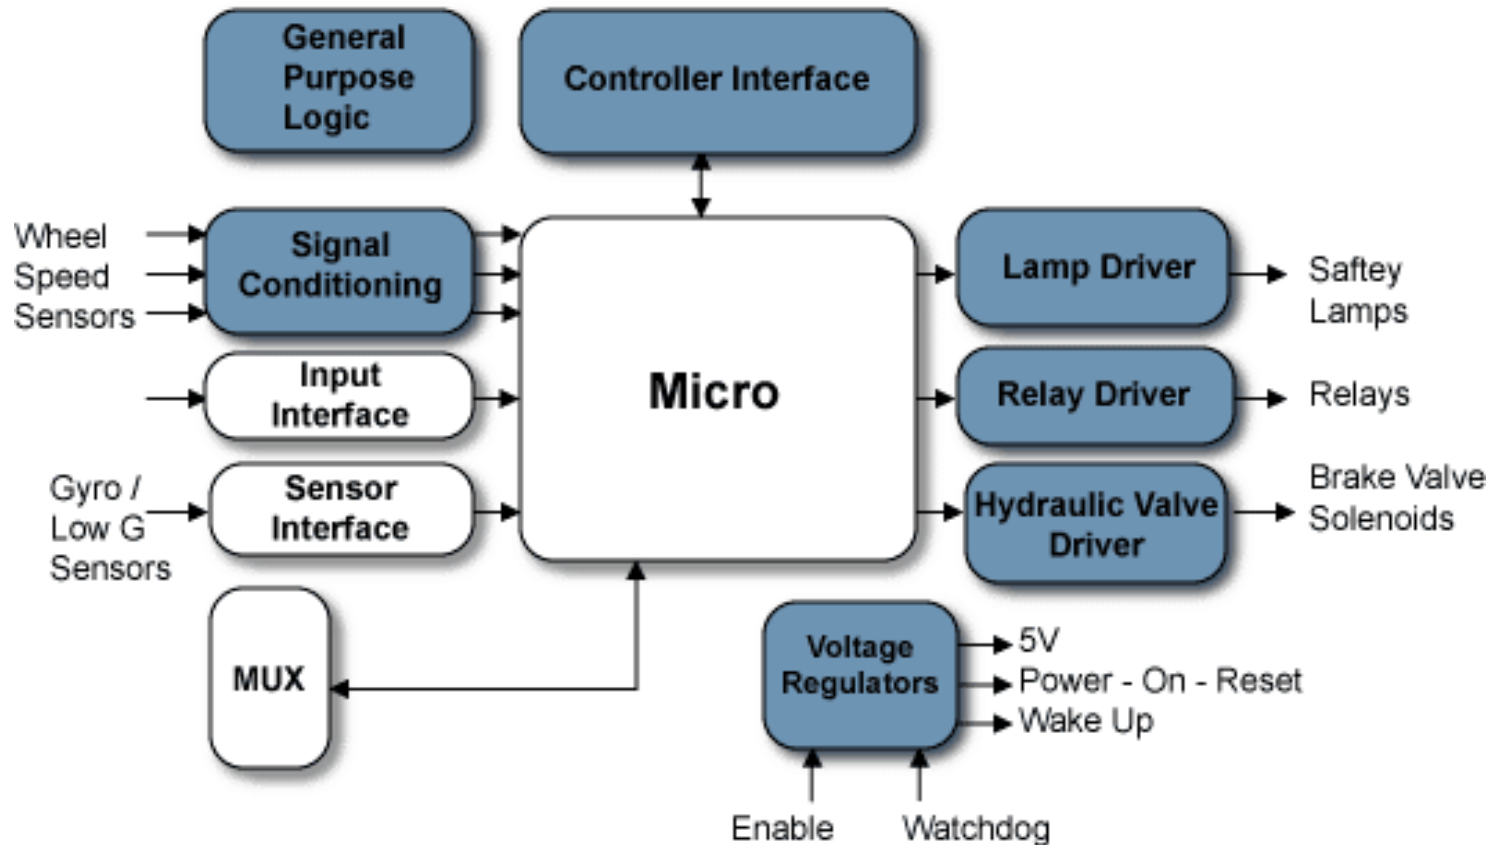 General
Purpose
Logic
Controller Interface
Wheel
Speed
Sensors
Signal
Conditioning
Lamp Driver
Saftey
Lamps
Input
Interface
Micro
Relay Driver
Relays
Gyro /
Low G
Sensors
Sensor
Interface
Hydraulic Valve
Driver
Brake Valve
Solenoids
MUX
Voltage
Regulators
5V
Power - On - Reset
Wake Up
Enable
Watchdog